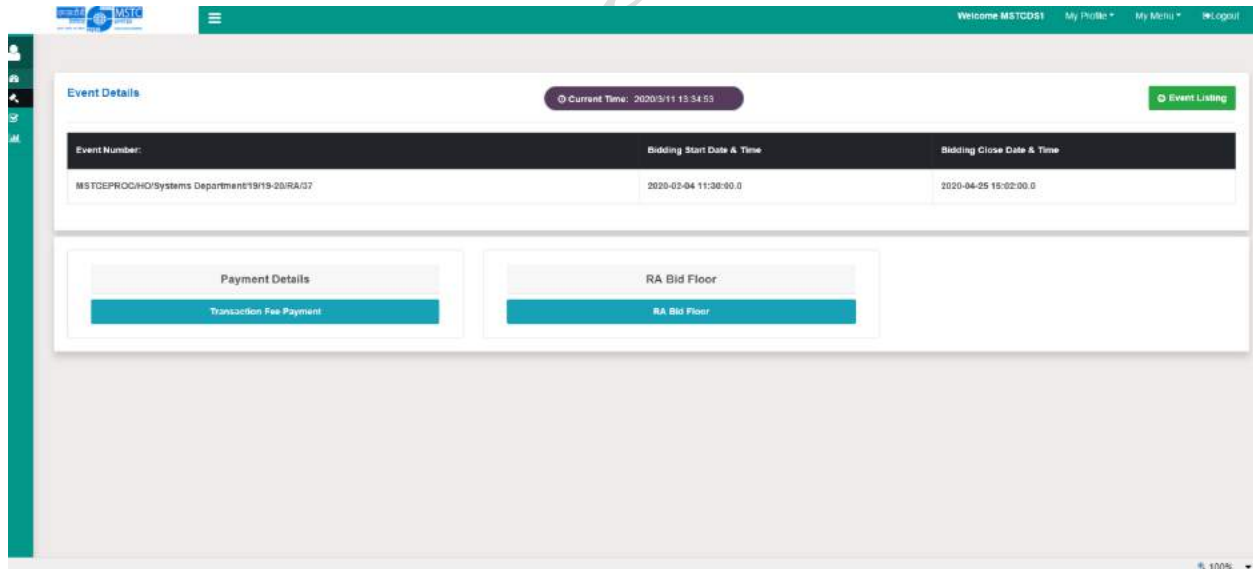 MSTC
Welcome MSTCDS1 My Profile My Menu Logout
Event Details
Current Time: 2020/3/11 13:34:53
Event Listing
Event Number: Bidding Start Date & Time Bidding Close Date & Time
MSTCEPROC/HO/Systems Department/19/19-20/RA/37 2020-02-04 11:30:00.0 2020-04-25 15:02:00.0
Payment Details RA Bid Floor
Transaction Fee Payment RA Bid Floor
100%